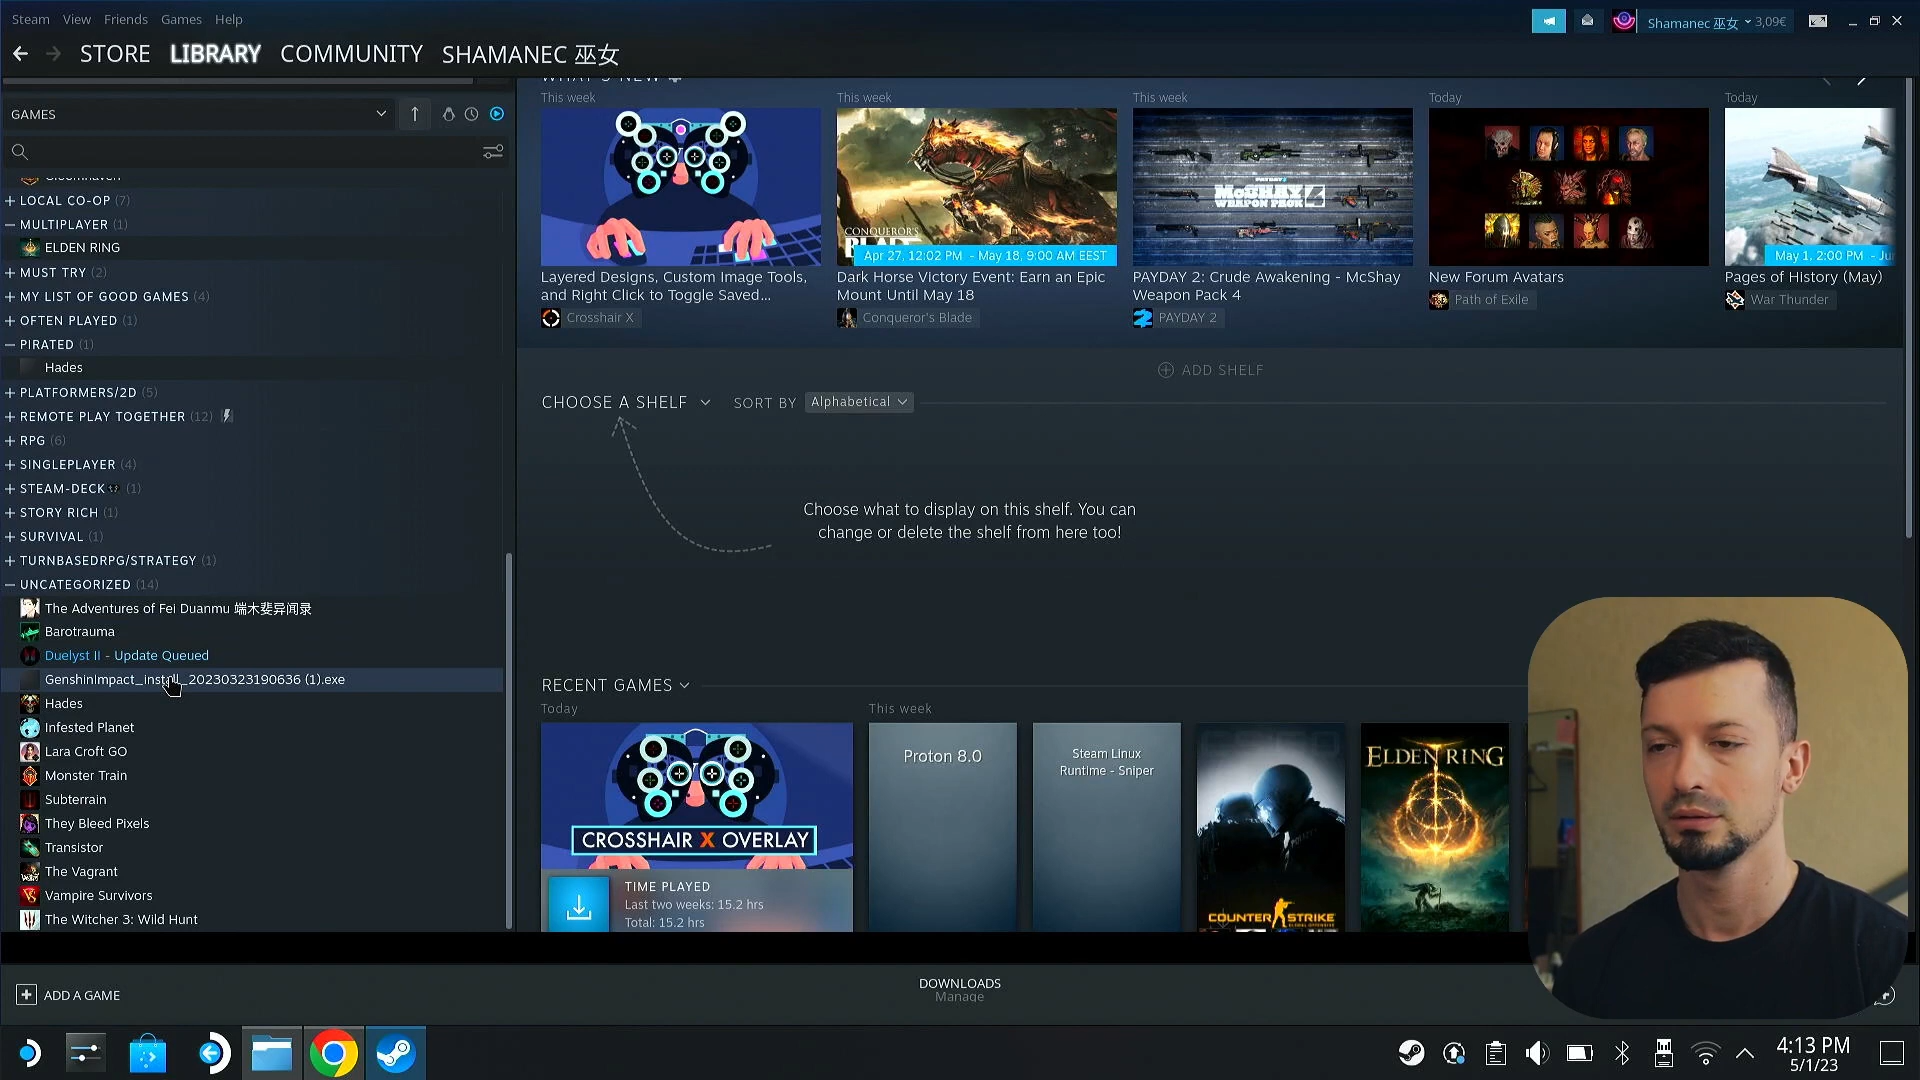 Steam View Friends Games Help
Shamanec 巫女 3,09€
STORE LIBRARY COMMUNITY SHAMANEC 巫女
GAMES
Gloomhaven
LOCAL CO-OP (7)
MULTIPLAYER (1)
ELDEN RING
MUST TRY (2)
MY LIST OF GOOD GAMES (4)
OFTEN PLAYED (1)
PIRATED (1)
Hades
PLATFORMERS/2D (5)
REMOTE PLAY TOGETHER (12)
RPG (6)
SINGLEPLAYER (4)
STEAM-DECK (1)
STORY RICH (1)
SURVIVAL (1)
TURNBASEDRPG/STRATEGY (1)
UNCATEGORIZED (14)
The Adventures of Fei Duanmu 端木斐异闻录
Barotrauma
Duelyst II - Update Queued
GenshinImpact_install_20230323190636 (1).exe
Hades
Infested Planet
Lara Croft GO
Monster Train
Subterrain
They Bleed Pixels
Transistor
The Vagrant
Vampire Survivors
The Witcher 3: Wild Hunt
WHAT'S NEW
This week
Layered Designs, Custom Image Tools,
and Right Click to Toggle Saved...
Crosshair X
This week
CONQUEROR'S
BLADE
Apr 27, 12:02 PM - May 18, 9:00 AM EEST
Dark Horse Victory Event: Earn an Epic
Mount Until May 18
Conqueror's Blade
This week
PAYDAY 2
McSHAY
WEAPON PACK 4
PAYDAY 2: Crude Awakening - McShay
Weapon Pack 4
PAYDAY 2
Today
New Forum Avatars
Path of Exile
Today
May 1, 2:00 PM - Ju
Pages of History (May)
War Thunder
ADD SHELF
CHOOSE A SHELF SORT BY Alphabetical
Choose what to display on this shelf. You can
change or delete the shelf from here too!
RECENT GAMES
Today
CROSSHAIR X OVERLAY
TIME PLAYED
Last two weeks: 15.2 hrs
Total: 15.2 hrs
This week
Proton 8.0
Steam Linux
Runtime - Sniper
COUNTER STRIKE
ELDEN RING
ADD A GAME
DOWNLOADS
Manage
4:13 PM
5/1/23